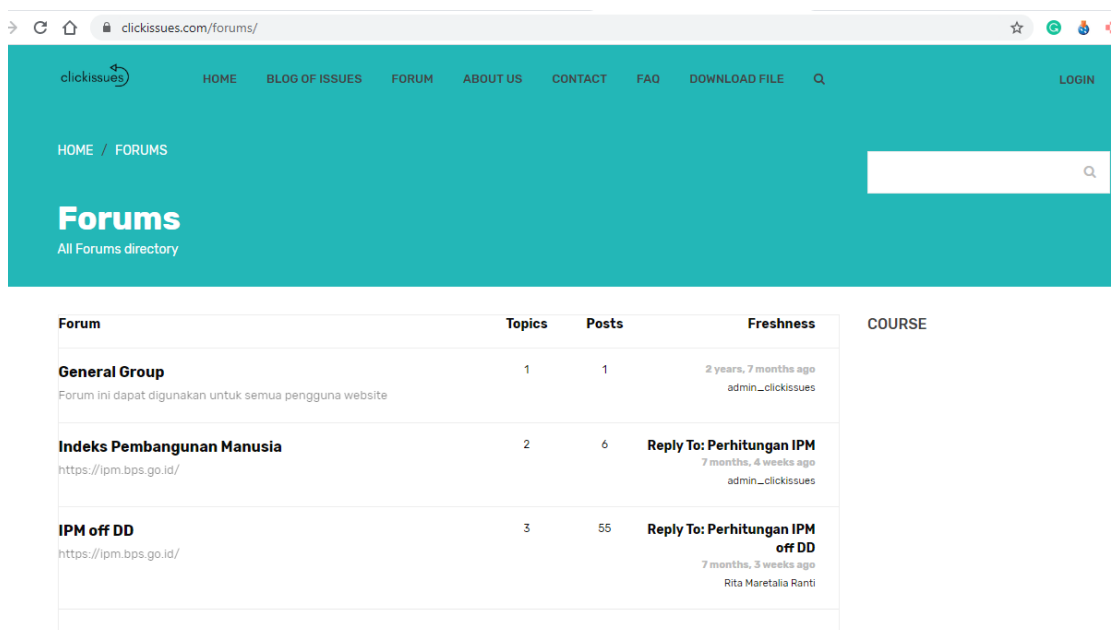 clickissues.com/forums/
clickissues
HOME BLOG OF ISSUES FORUM ABOUT US CONTACT FAQ DOWNLOAD FILE LOGIN
HOME / FORUMS
Forums
All Forums directory
Forum Topics Posts Freshness COURSE
General Group 1 1 2 years, 7 months ago
Forum ini dapat digunakan untuk semua pengguna website admin_clickissues
Indeks Pembangunan Manusia 2 6 Reply To: Perhitungan IPM
https://ipm.bps.go.id/ 7 months, 4 weeks ago
admin_clickissues
IPM off DD 3 55 Reply To: Perhitungan IPM
off DD
https://ipm.bps.go.id/ 7 months, 3 weeks ago
Rita Maretalia Ranti